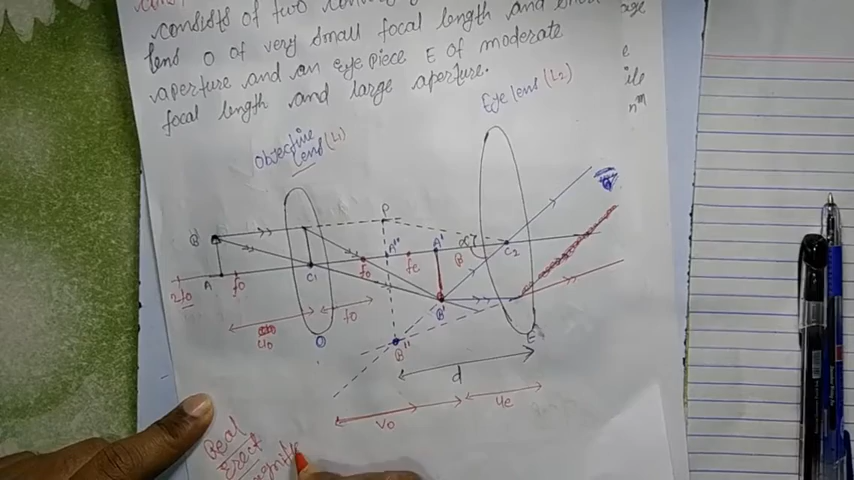 consists of two
lens O of very small focal length and
aperture and an eye piece E of moderate
focal length and large aperture.
e
Objective
lens (L1)
Eye lens (L2)
P
B
A
2fo
fo
C1
fo
A"
fe
A'
α
β
C2
B'
B"
O
E
uo
fo
d
vo
ue
Real
Erect